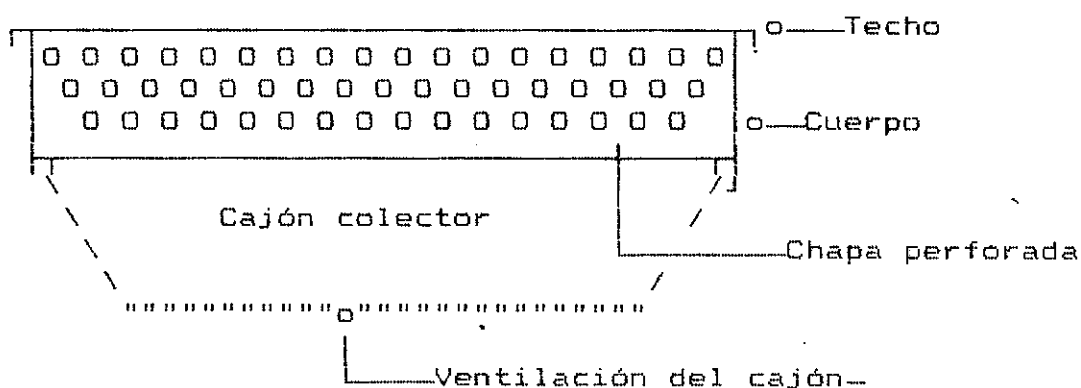 Techo
Cuerpo
Cajón colector
Chapa perforada
Ventilación del cajón